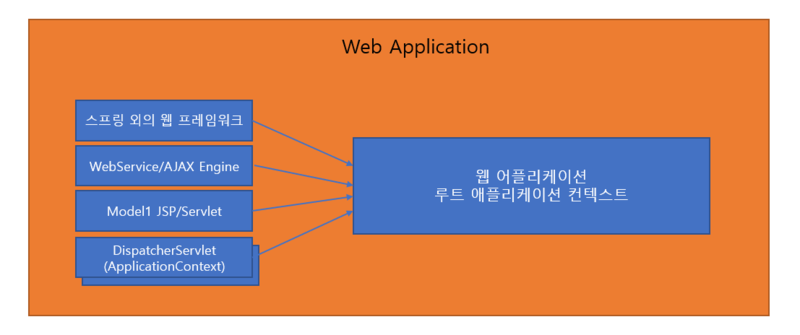 Web Application
스프링 외의 웹 프레임워크
WebService/AJAX Engine
Model1 JSP/Servlet
DispatcherServlet
(ApplicationContext)
웹 어플리케이션
루트 애플리케이션 컨텍스트